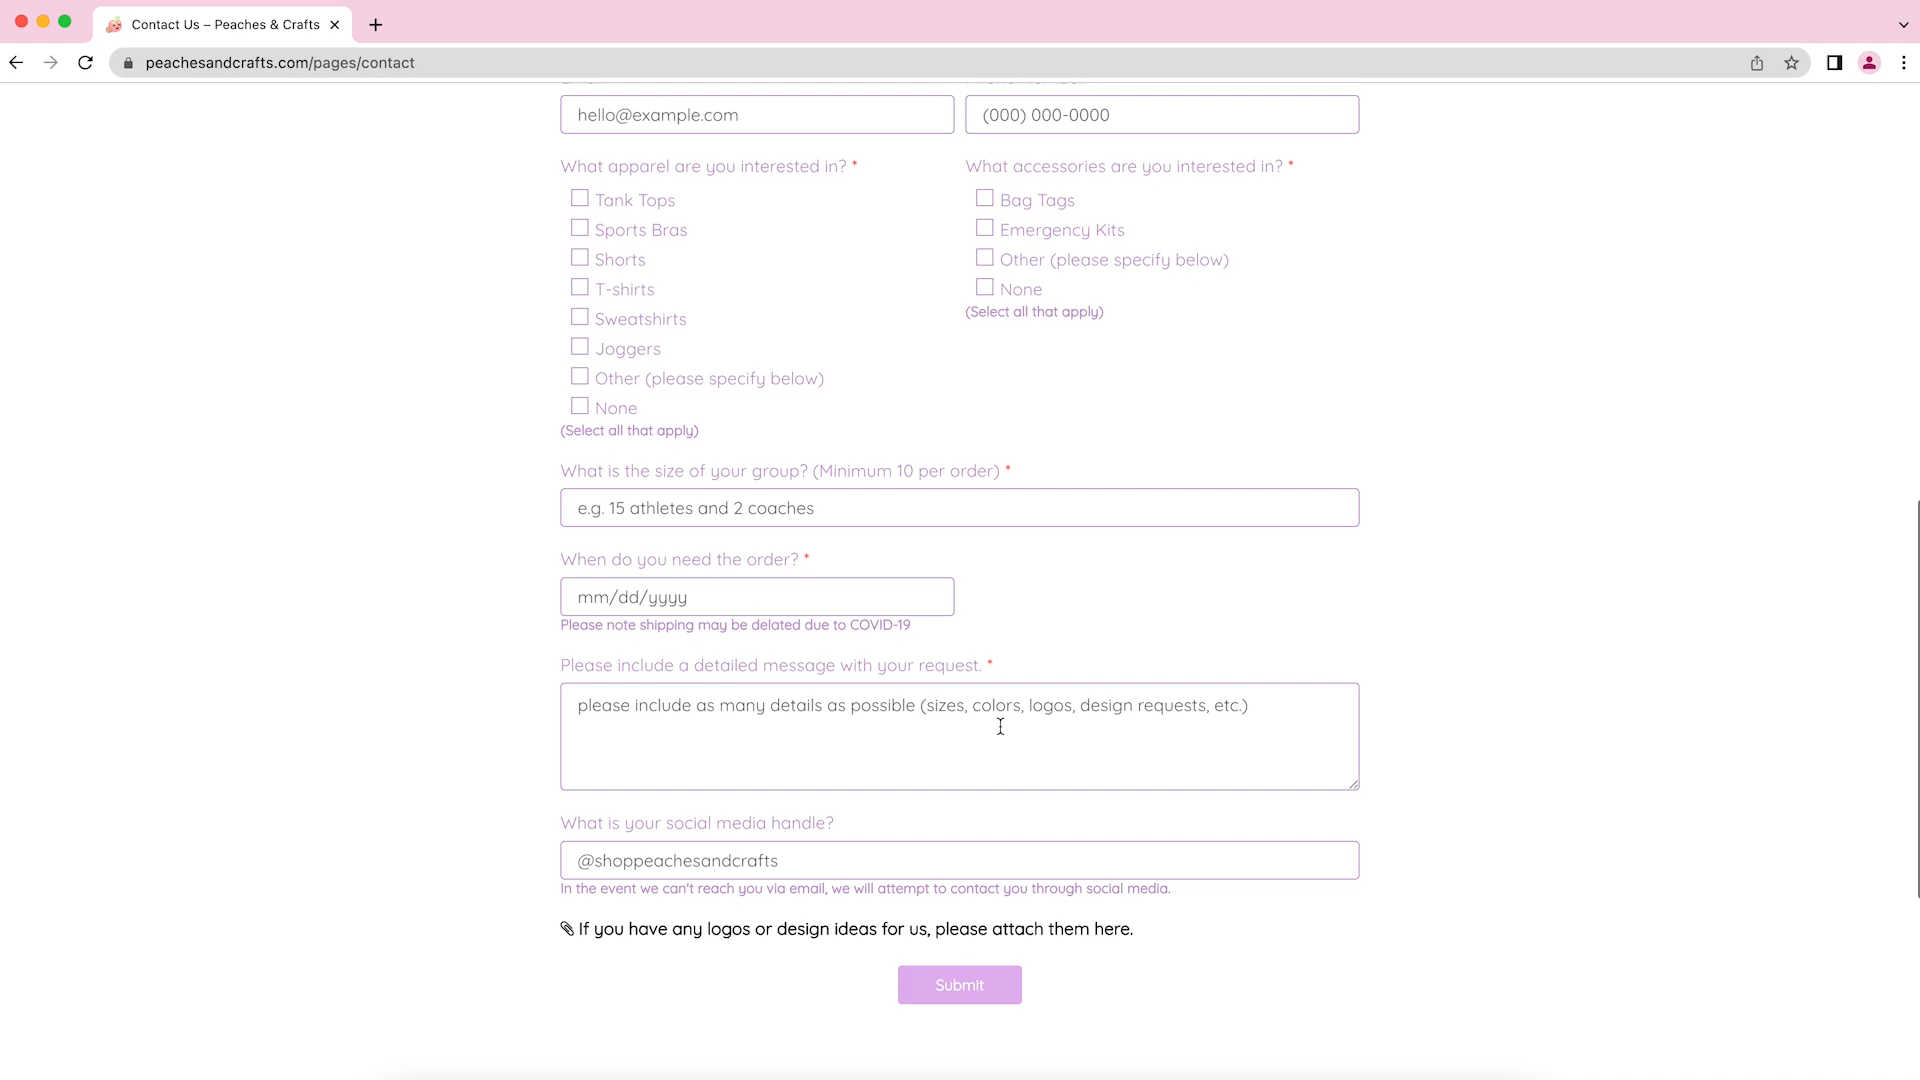 Contact Us – Peaches & Crafts
peachesandcrafts.com/pages/contact
hello@example.com
(000) 000-0000
What apparel are you interested in? *
Tank Tops
Sports Bras
Shorts
T-shirts
Sweatshirts
Joggers
Other (please specify below)
None
(Select all that apply)
What accessories are you interested in? *
Bag Tags
Emergency Kits
Other (please specify below)
None
(Select all that apply)
What is the size of your group? (Minimum 10 per order) *
e.g. 15 athletes and 2 coaches
When do you need the order? *
mm/dd/yyyy
Please note shipping may be delated due to COVID-19
Please include a detailed message with your request. *
please include as many details as possible (sizes, colors, logos, design requests, etc.)
What is your social media handle?
@shoppeachesandcrafts
In the event we can't reach you via email, we will attempt to contact you through social media.
If you have any logos or design ideas for us, please attach them here.
Submit